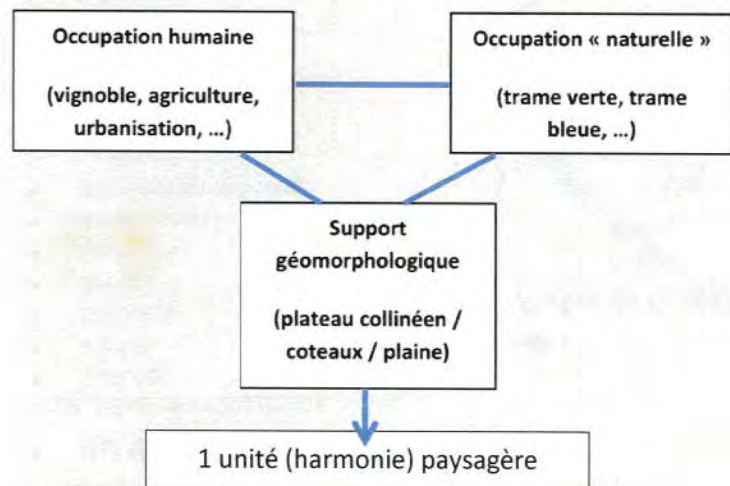 Occupation humaine
(vignoble, agriculture,
urbanisation, ...)
Occupation « naturelle »
(trame verte, trame
bleue, ...)
Support
géomorphologique
(plateau collinéen /
coteaux / plaine)
1 unité (harmonie) paysagère